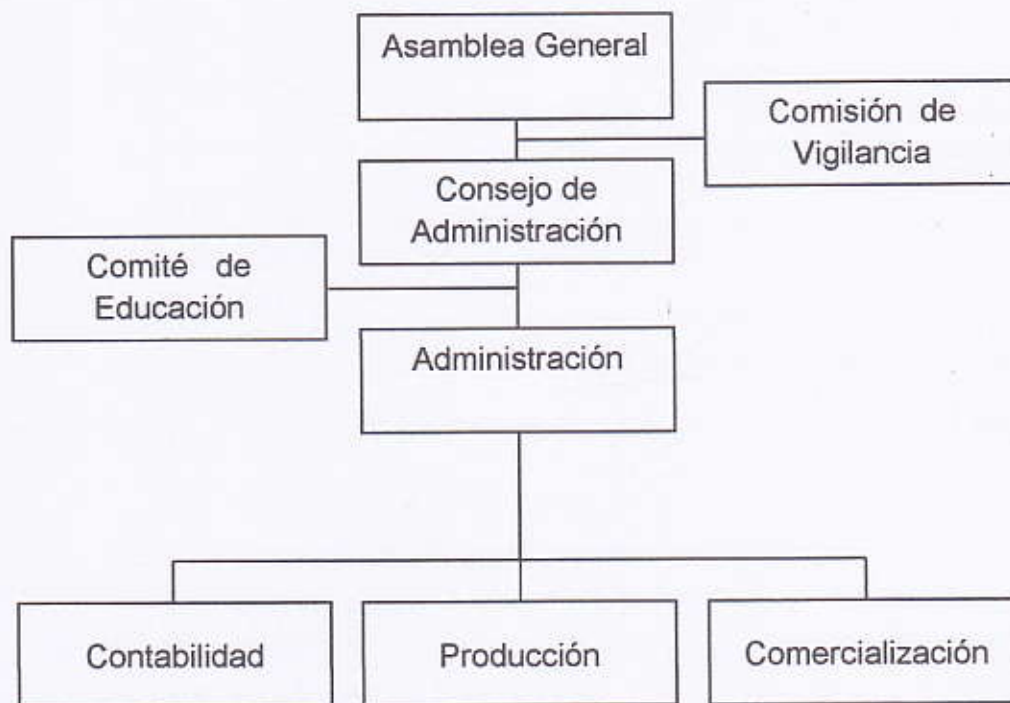 Asamblea General
Comisión de
Vigilancia
Consejo de
Administración
Comité de
Educación
Administración
Contabilidad
Producción
Comercialización